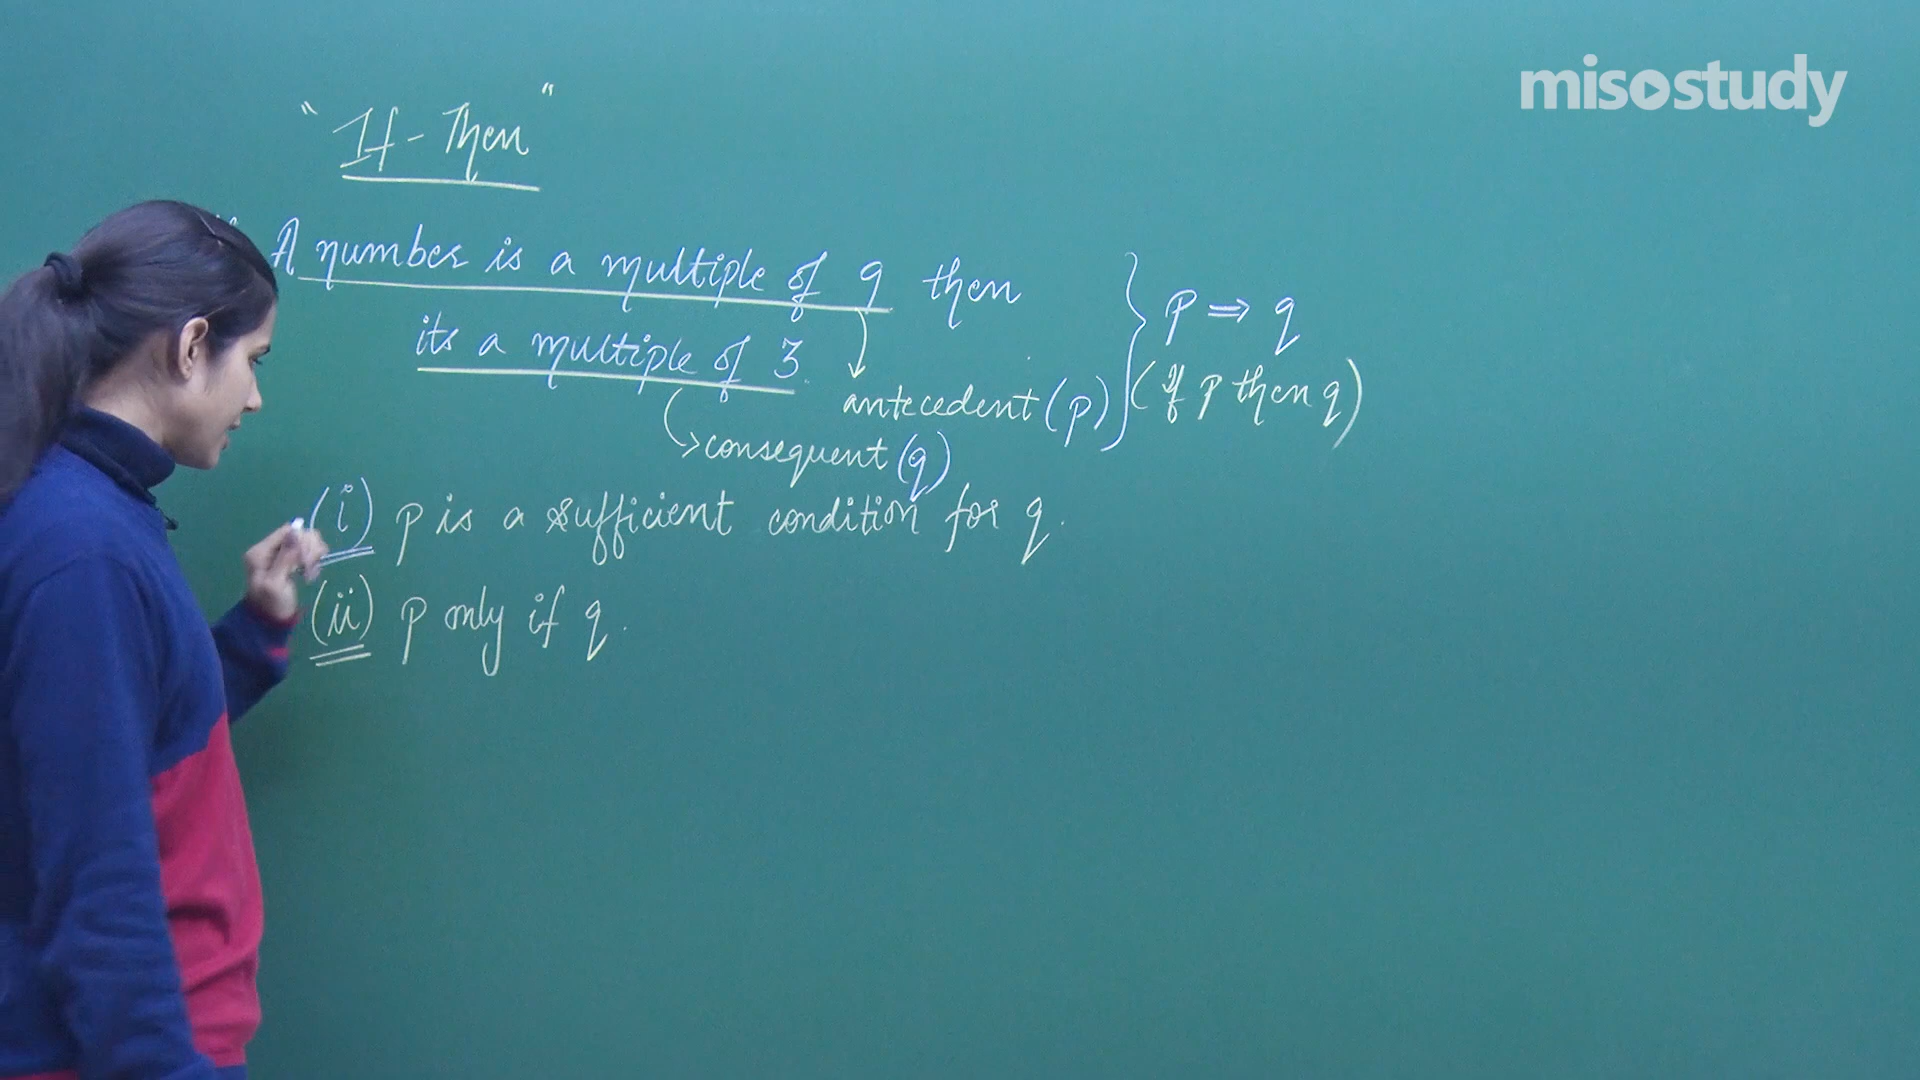 misostudy
"If-Then"
A number is a multiple of 9 then
its a multiple of 3.
antecedent (p)
consequent (q)
p ⇒ q
(if p then q)
(i) p is a sufficient condition for q.
(ii) p only if q.